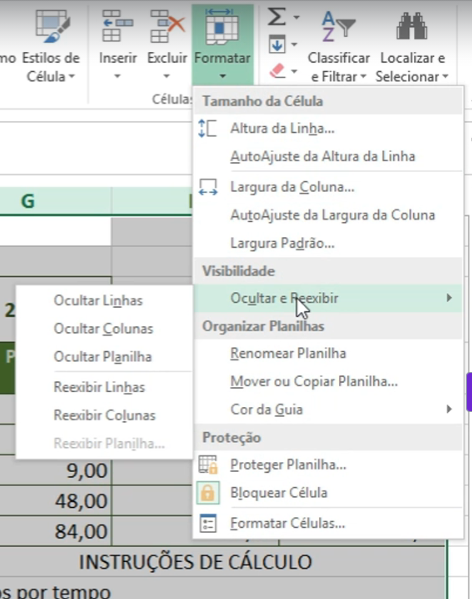 mo Estilos de Célula
Inserir
Excluir
Formatar
Classificar e Filtrar
Localizar e Selecionar
Células
Tamanho da Célula
Altura da Linha...
AutoAjuste da Altura da Linha
Largura da Coluna...
AutoAjuste da Largura da Coluna
Largura Padrão...
Visibilidade
Ocultar e Reexibir
Organizar Planilhas
Renomear Planilha
Mover ou Copiar Planilha...
Cor da Guia
Proteção
Proteger Planilha...
Bloquear Célula
Formatar Células...
G
2
Ocultar Linhas
Ocultar Colunas
Ocultar Planilha
Reexibir Linhas
Reexibir Colunas
Reexibir Planilha...
P
9,00
48,00
84,00
INSTRUÇÕES DE CÁLCULO
os por tempo